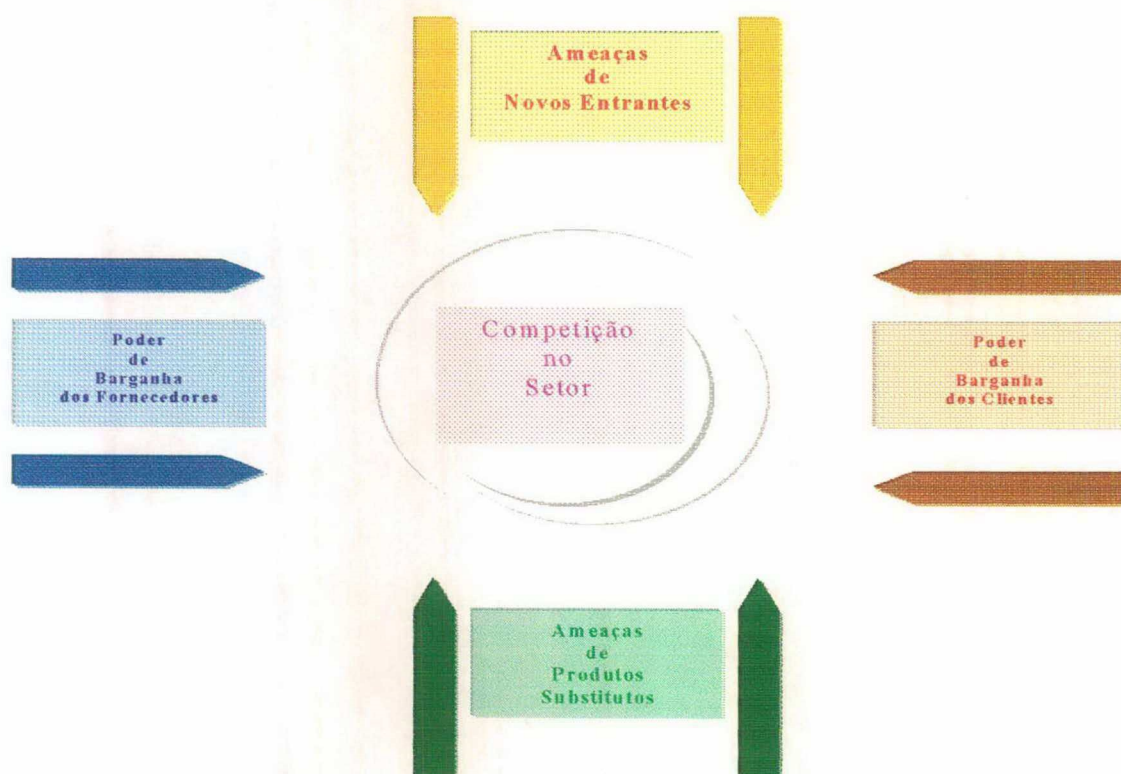 Ameaças
de
Novos Entrantes
Poder
de
Barganha
dos Fornecedores
Competição
no
Setor
Poder
de
Barganha
dos Clientes
Ameaças
de
Produtos
Substitutos